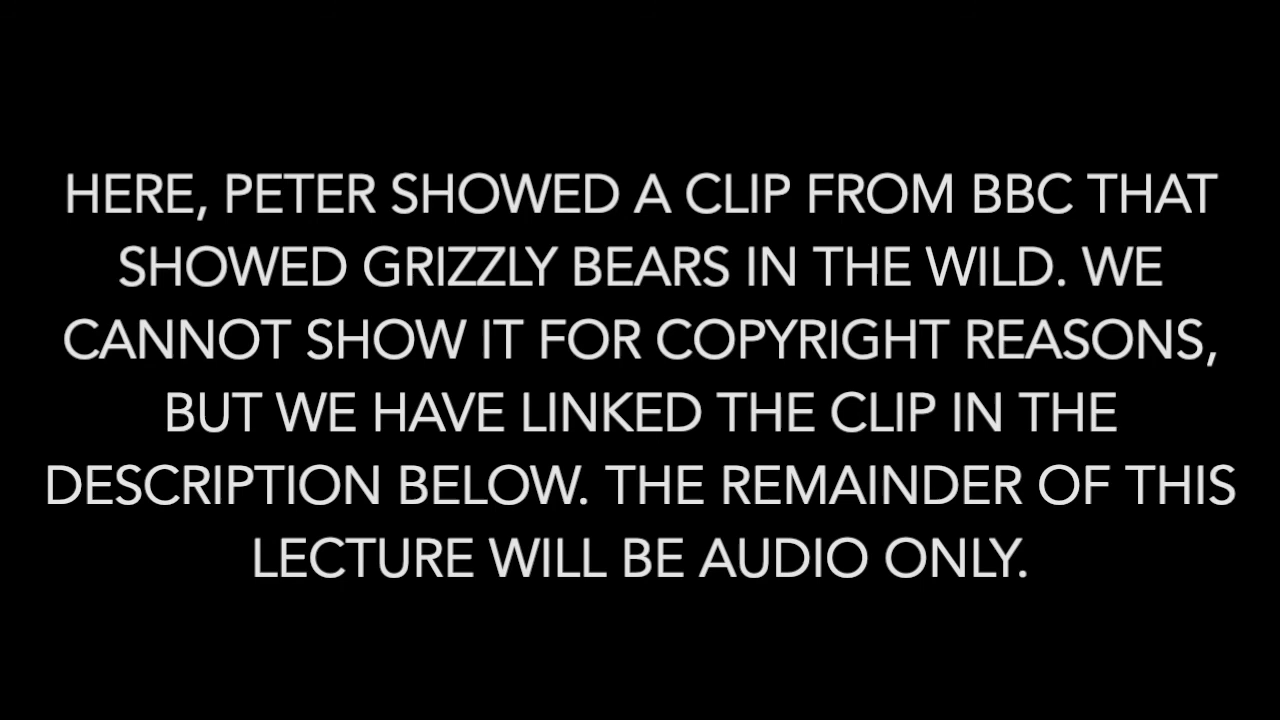 HERE, PETER SHOWED A CLIP FROM BBC THAT
SHOWED GRIZZLY BEARS IN THE WILD. WE
CANNOT SHOW IT FOR COPYRIGHT REASONS,
BUT WE HAVE LINKED THE CLIP IN THE
DESCRIPTION BELOW. THE REMAINDER OF THIS
LECTURE WILL BE AUDIO ONLY.